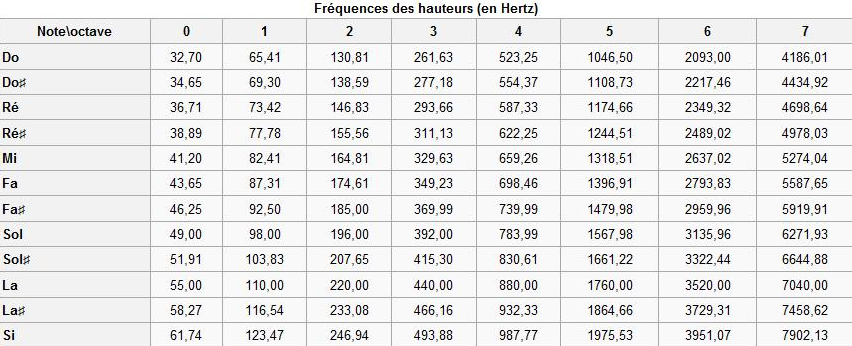 Fréquences des hauteurs (en Hertz)
Note\octave 0 1 2 3 4 5 6 7
Do 32,70 65,41 130,81 261,63 523,25 1046,50 2093,00 4186,01
Do♯ 34,65 69,30 138,59 277,18 554,37 1108,73 2217,46 4434,92
Ré 36,71 73,42 146,83 293,66 587,33 1174,66 2349,32 4698,64
Ré♯ 38,89 77,78 155,56 311,13 622,25 1244,51 2489,02 4978,03
Mi 41,20 82,41 164,81 329,63 659,26 1318,51 2637,02 5274,04
Fa 43,65 87,31 174,61 349,23 698,46 1396,91 2793,83 5587,65
Fa♯ 46,25 92,50 185,00 369,99 739,99 1479,98 2959,96 5919,91
Sol 49,00 98,00 196,00 392,00 783,99 1567,98 3135,96 6271,93
Sol♯ 51,91 103,83 207,65 415,30 830,61 1661,22 3322,44 6644,88
La 55,00 110,00 220,00 440,00 880,00 1760,00 3520,00 7040,00
La♯ 58,27 116,54 233,08 466,16 932,33 1864,66 3729,31 7458,62
Si 61,74 123,47 246,94 493,88 987,77 1975,53 3951,07 7902,13